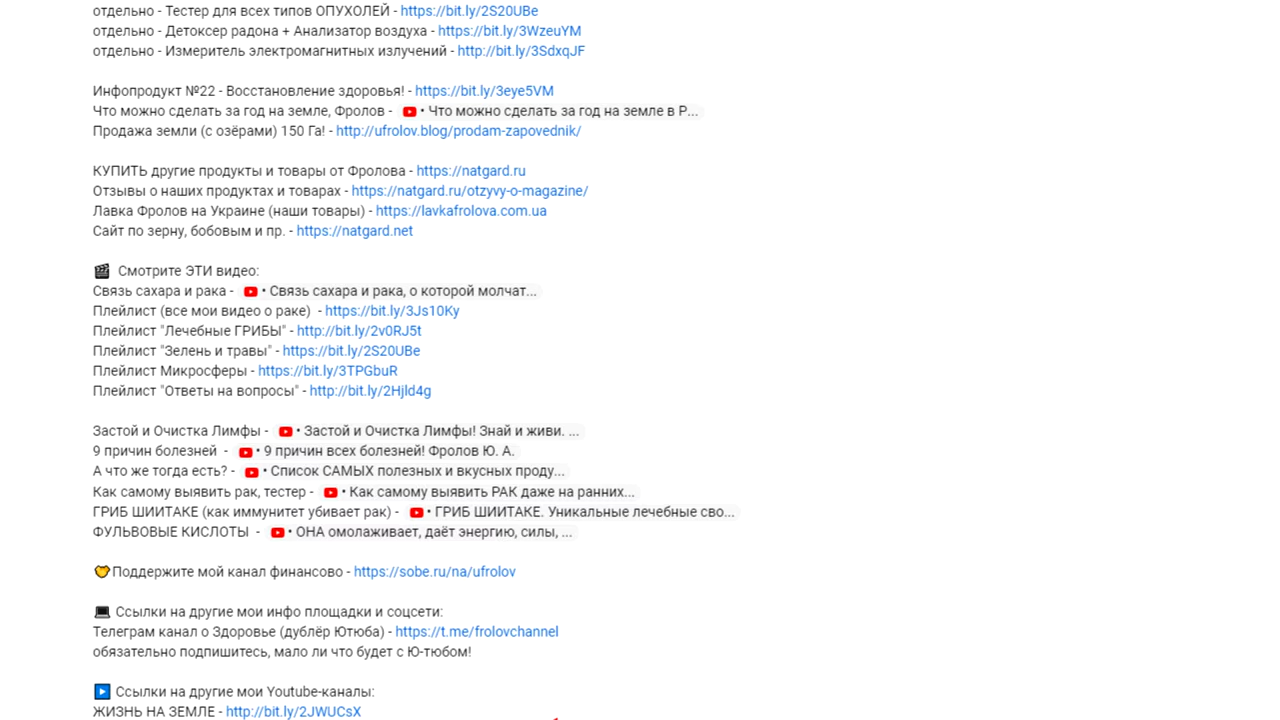 отдельно - Тестер для всех типов ОПУХОЛЕЙ - https://bit.ly/2S20UBe
отдельно - Детоксер радона + Анализатор воздуха - https://bit.ly/3WzeuYM
отдельно - Измеритель электромагнитных излучений - http://bit.ly/3SdxqJF
Инфопродукт №22 - Восстановление здоровья! - https://bit.ly/3eye5VM
Что можно сделать за год на земле, Фролов - • Что можно сделать за год на земле в Р...
Продажа земли (с озёрами) 150 Га! - http://ufrolov.blog/prodam-zapovednik/
КУПИТЬ другие продукты и товары от Фролова - https://natgard.ru
Отзывы о наших продуктах и товарах - https://natgard.ru/otzyvy-o-magazine/
Лавка Фролов на Украине (наши товары) - https://lavkafrolova.com.ua
Сайт по зерну, бобовым и пр. - https://natgard.net
Смотрите ЭТИ видео:
Связь сахара и рака - • Связь сахара и рака, о которой молчат...
Плейлист (все мои видео о раке) - https://bit.ly/3Js10Ky
Плейлист "Лечебные ГРИБЫ" - http://bit.ly/2v0RJ5t
Плейлист "Зелень и травы" - https://bit.ly/2S20UBe
Плейлист Микросферы - https://bit.ly/3TPGbuR
Плейлист "Ответы на вопросы" - http://bit.ly/2Hjld4g
Застой и Очистка Лимфы - • Застой и Очистка Лимфы! Знай и живи. ...
9 причин болезней - • 9 причин всех болезней! Фролов Ю. А.
А что же тогда есть? - • Список САМЫХ полезных и вкусных проду...
Как самому выявить рак, тестер - • Как самому выявить РАК даже на ранних...
ГРИБ ШИИТАКЕ (как иммунитет убивает рак) - • ГРИБ ШИИТАКЕ. Уникальные лечебные сво...
ФУЛЬВОВЫЕ КИСЛОТЫ - • ОНА омолаживает, даёт энергию, силы, ...
Поддержите мой канал финансово - https://sobe.ru/na/ufrolov
Ссылки на другие мои инфо площадки и соцсети:
Телеграм канал о Здоровье (дублёр Ютюба) - https://t.me/frolovchannel
обязательно подпишитесь, мало ли что будет с Ю-тюбом!
Ссылки на другие мои Youtube-каналы:
ЖИЗНЬ НА ЗЕМЛЕ - http://bit.ly/2JWUCsX